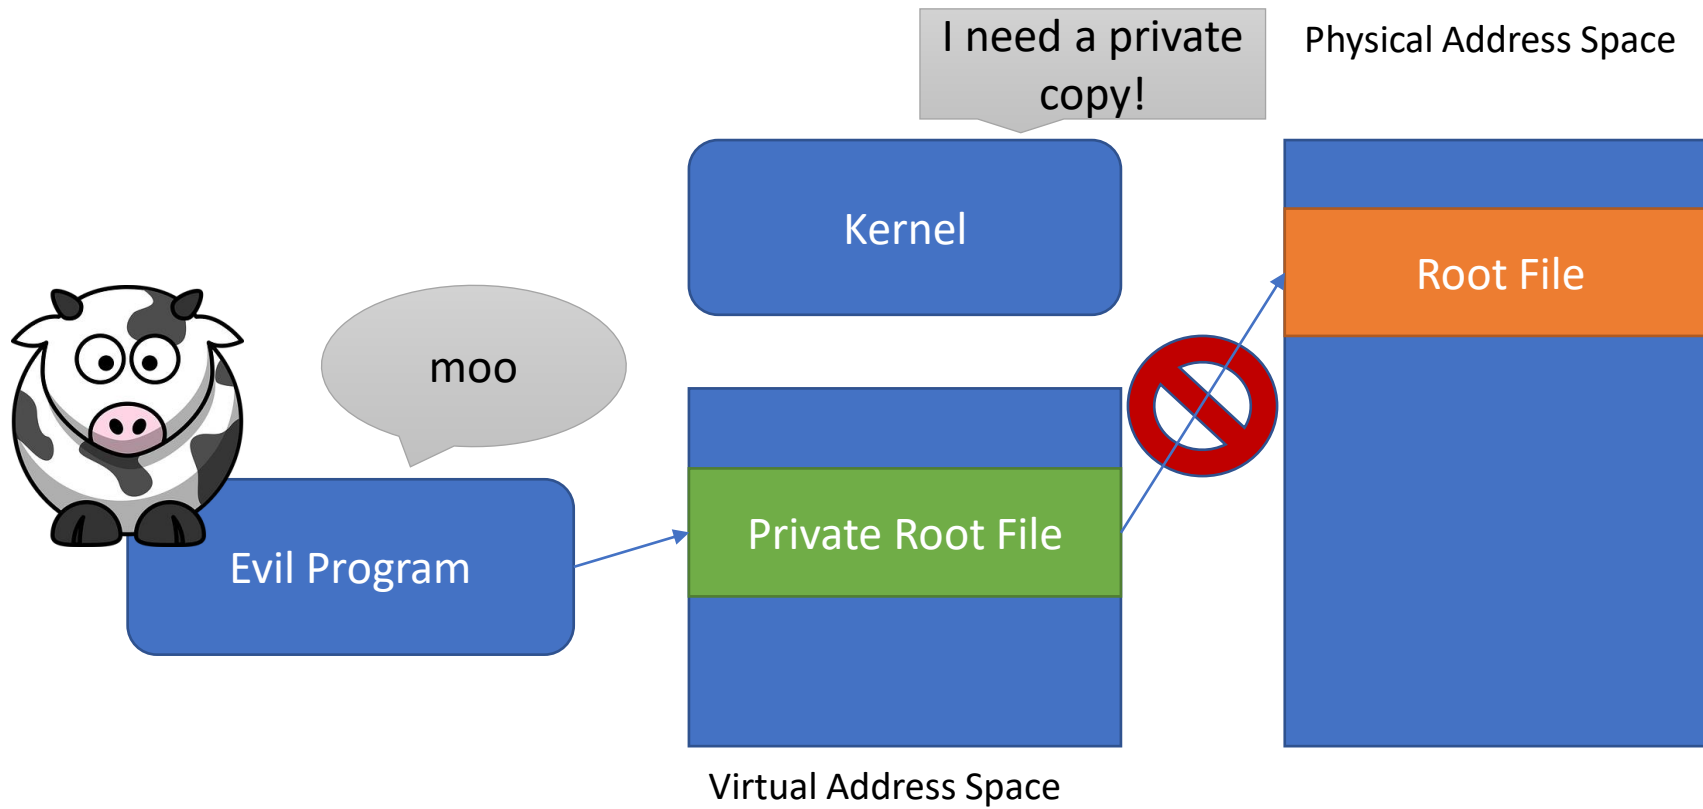 I need a private
copy!
Physical Address Space
Kernel
Root File
moo
Private Root File
Evil Program
Virtual Address Space